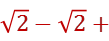 √2 − √2 +